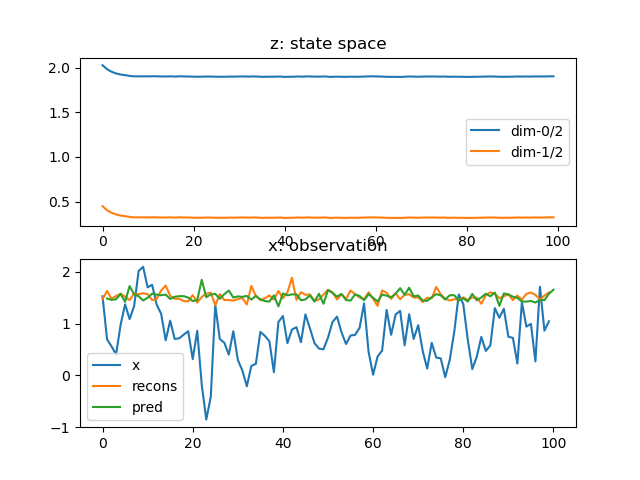 z: state space
2.0
1.5
1.0
0.5
dim-0/2
dim-1/2
0 20 40 60 80 100
x: observation
2
1
0
−1
x
recons
pred
0 20 40 60 80 100